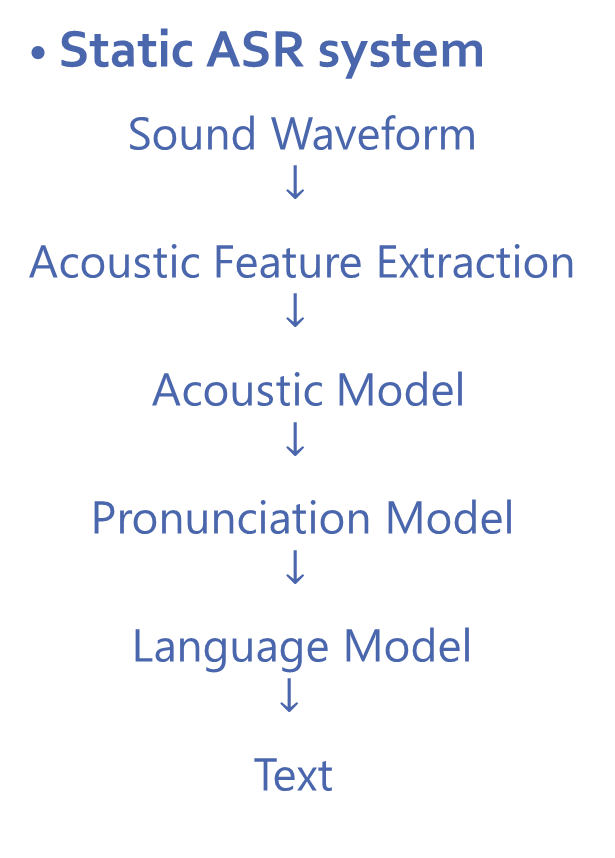 • Static ASR system
Sound Waveform
↓
Acoustic Feature Extraction
↓
Acoustic Model
↓
Pronunciation Model
↓
Language Model
↓
Text